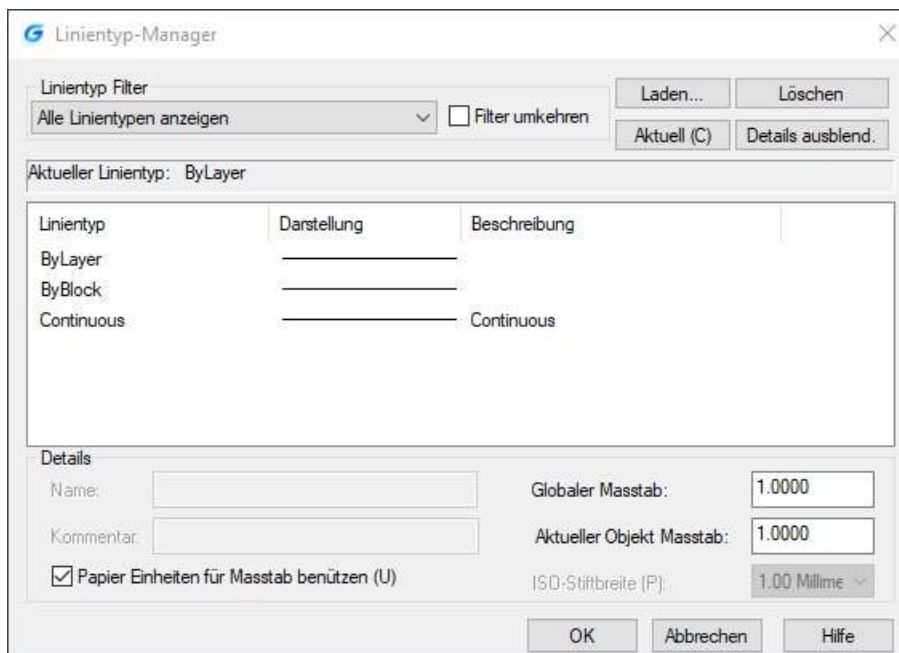 Linientyp-Manager
Linientyp Filter
Alle Linientypen anzeigen
Filter umkehren
Laden...
Löschen
Aktuell (C)
Details ausblend.
Aktueller Linientyp: ByLayer
Linientyp Darstellung Beschreibung
ByLayer
ByBlock
Continuous Continuous
Details
Name:
Globaler Masstab: 1.0000
Kommentar:
Aktueller Objekt Masstab: 1.0000
Papier Einheiten für Masstab benützen (U)
ISO-Stiftbreite (P): 1.00 Millime
OK Abbrechen Hilfe